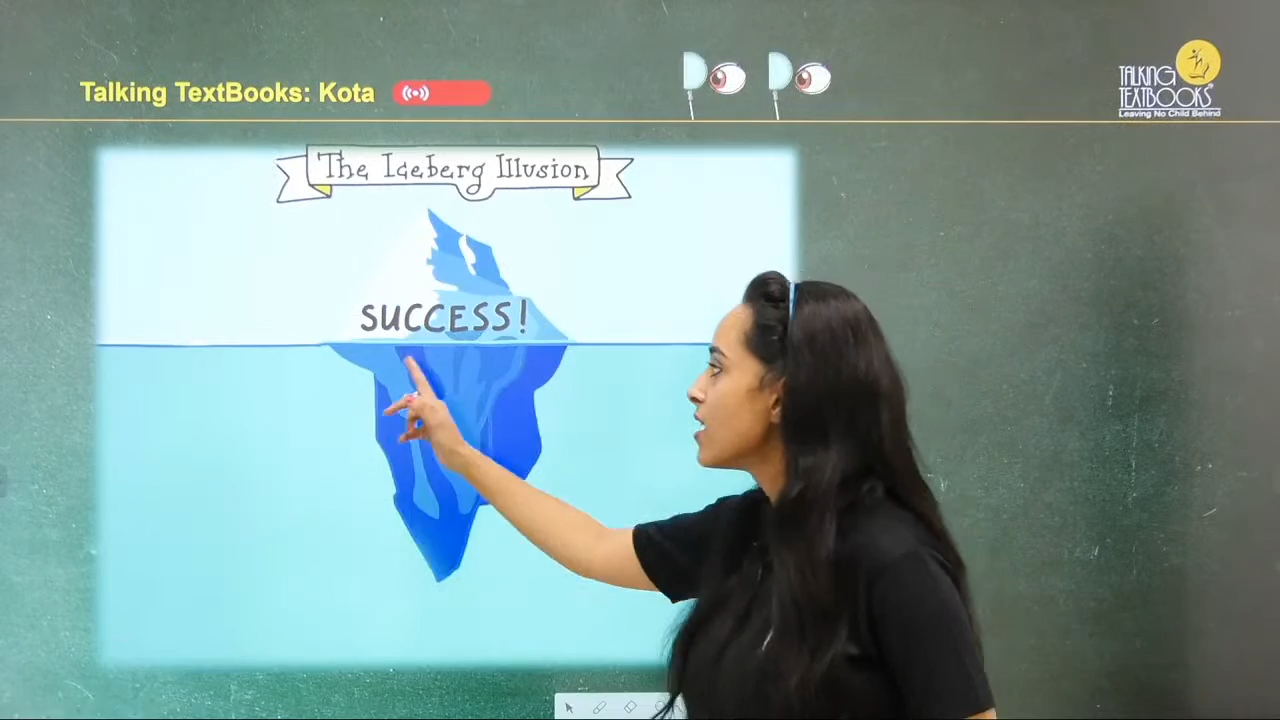 Talking TextBooks: Kota
TALKING
TEXTBOOKS
Leaving No Child Behind
The Iceberg Illusion
SUCCESS!